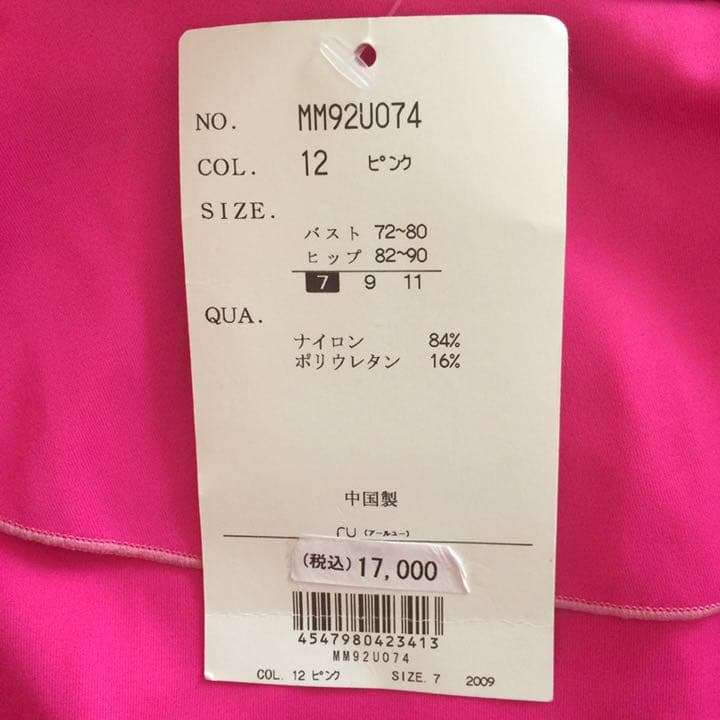 NO. MM92U074
COL. 12 ピンク
SIZE.
バスト 72~80
ヒップ 82~90
7 9 11
QUA.
ナイロン 84%
ポリウレタン 16%
中国製
ru (アールユー)
(税込) 17,000
4547980423413
MM92U074
COL. 12 ピンク SIZE. 7 2009